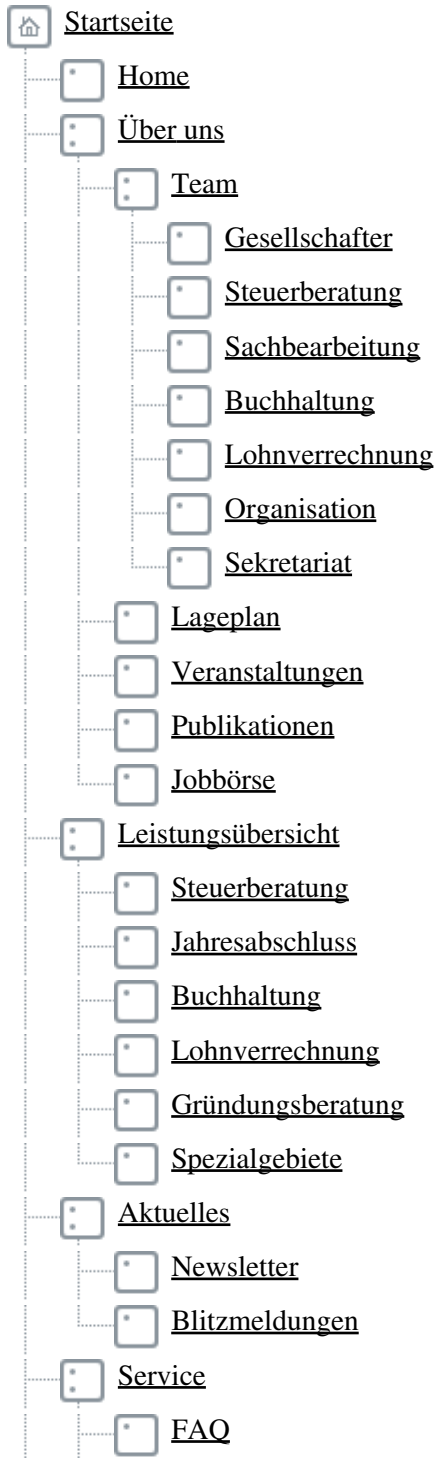 Startseite
Home
Über uns
Team
Gesellschafter
Steuerberatung
Sachbearbeitung
Buchhaltung
Lohnverrechnung
Organisation
Sekretariat
Lageplan
Veranstaltungen
Publikationen
Jobbörse
Leistungsübersicht
Steuerberatung
Jahresabschluss
Buchhaltung
Lohnverrechnung
Gründungsberatung
Spezialgebiete
Aktuelles
Newsletter
Blitzmeldungen
Service
FAQ